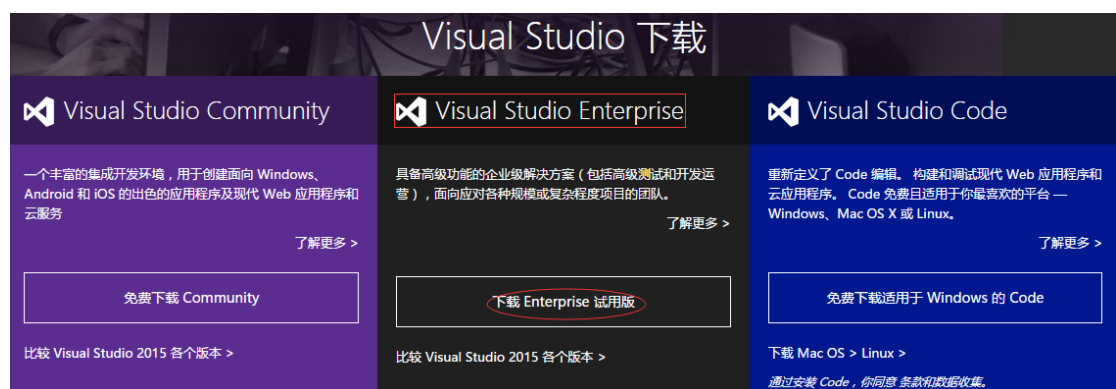 Visual Studio 下载
Visual Studio Community
一个丰富的集成开发环境，用于创建面向 Windows、
Android 和 iOS 的出色的应用程序及现代 Web 应用程序和
云服务
了解更多 >
免费下载 Community
比较 Visual Studio 2015 各个版本 >
Visual Studio Enterprise
具备高级功能的企业级解决方案（包括高级测试和开发运
营），面向应对各种规模或复杂程度项目的团队。
了解更多 >
下载 Enterprise 试用版
比较 Visual Studio 2015 各个版本 >
Visual Studio Code
重新定义了 Code 编辑。 构建和调试现代 Web 应用程序和
云应用程序。 Code 免费且适用于你最喜欢的平台 —
Windows、Mac OS X 或 Linux。
了解更多 >
免费下载适用于 Windows 的 Code
下载 Mac OS > Linux >
通过安装 Code，你同意 条款和数据收集。